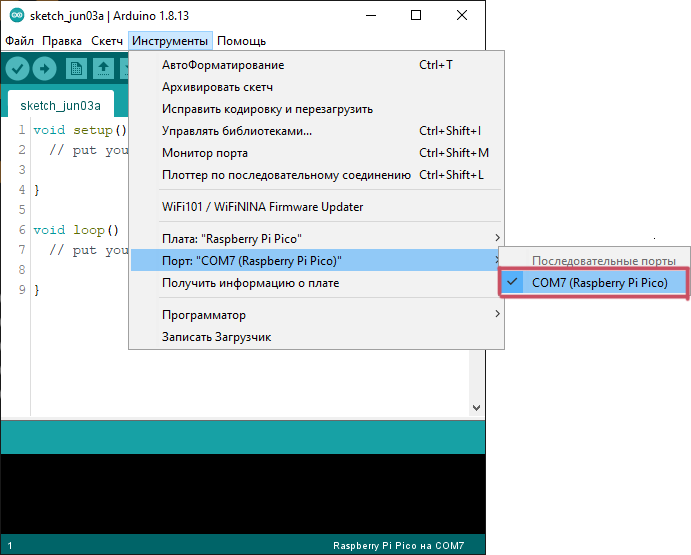 sketch_jun03a | Arduino 1.8.13
Файл Правка Скетч Инструменты Помощь
sketch_jun03a
АвтоФорматирование Ctrl+T
Архивировать скетч
Исправить кодировку и перезагрузить
Управлять библиотеками... Ctrl+Shift+I
Монитор порта Ctrl+Shift+M
Плоттер по последовательному соединению Ctrl+Shift+L
WiFi101 / WiFiNINA Firmware Updater
Плата: "Raspberry Pi Pico"
Порт: "COM7 (Raspberry Pi Pico)"
Получить информацию о плате
Программатор
Записать Загрузчик
Последовательные порты
COM7 (Raspberry Pi Pico)
1 void setup()
2 // put you
3
4 }
5
6 void loop()
7 // put you
8
9 }
1 Raspberry Pi Pico на COM7